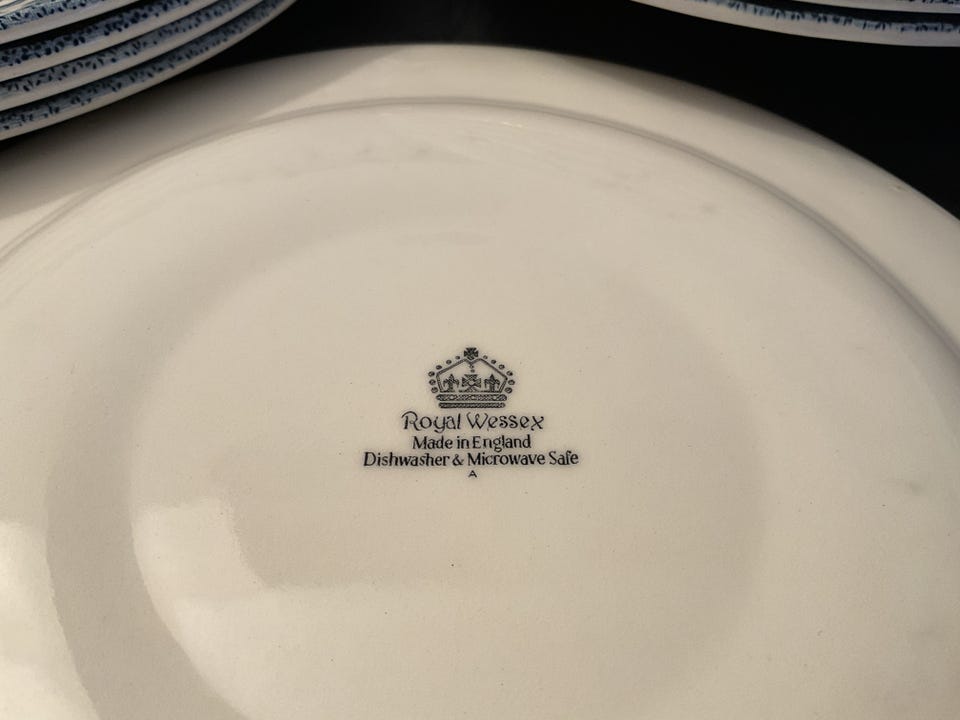 Royal Wessex
Made in England
Dishwasher & Microwave Safe
A